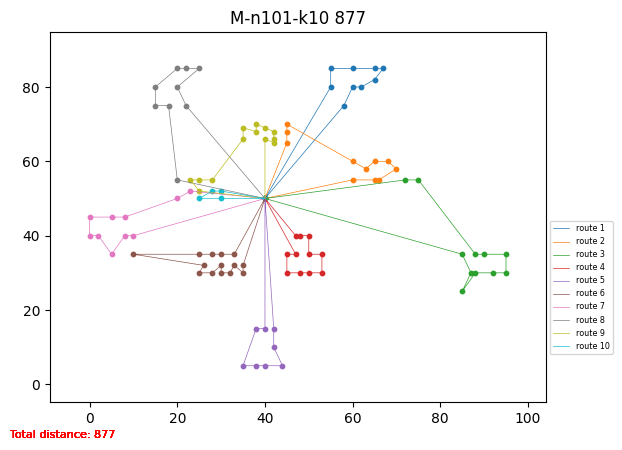 M-n101-k10 877
80
60
40
20
0
0
20
40
60
80
100
route 1
route 2
route 3
route 4
route 5
route 6
route 7
route 8
route 9
route 10
Total distance: 877